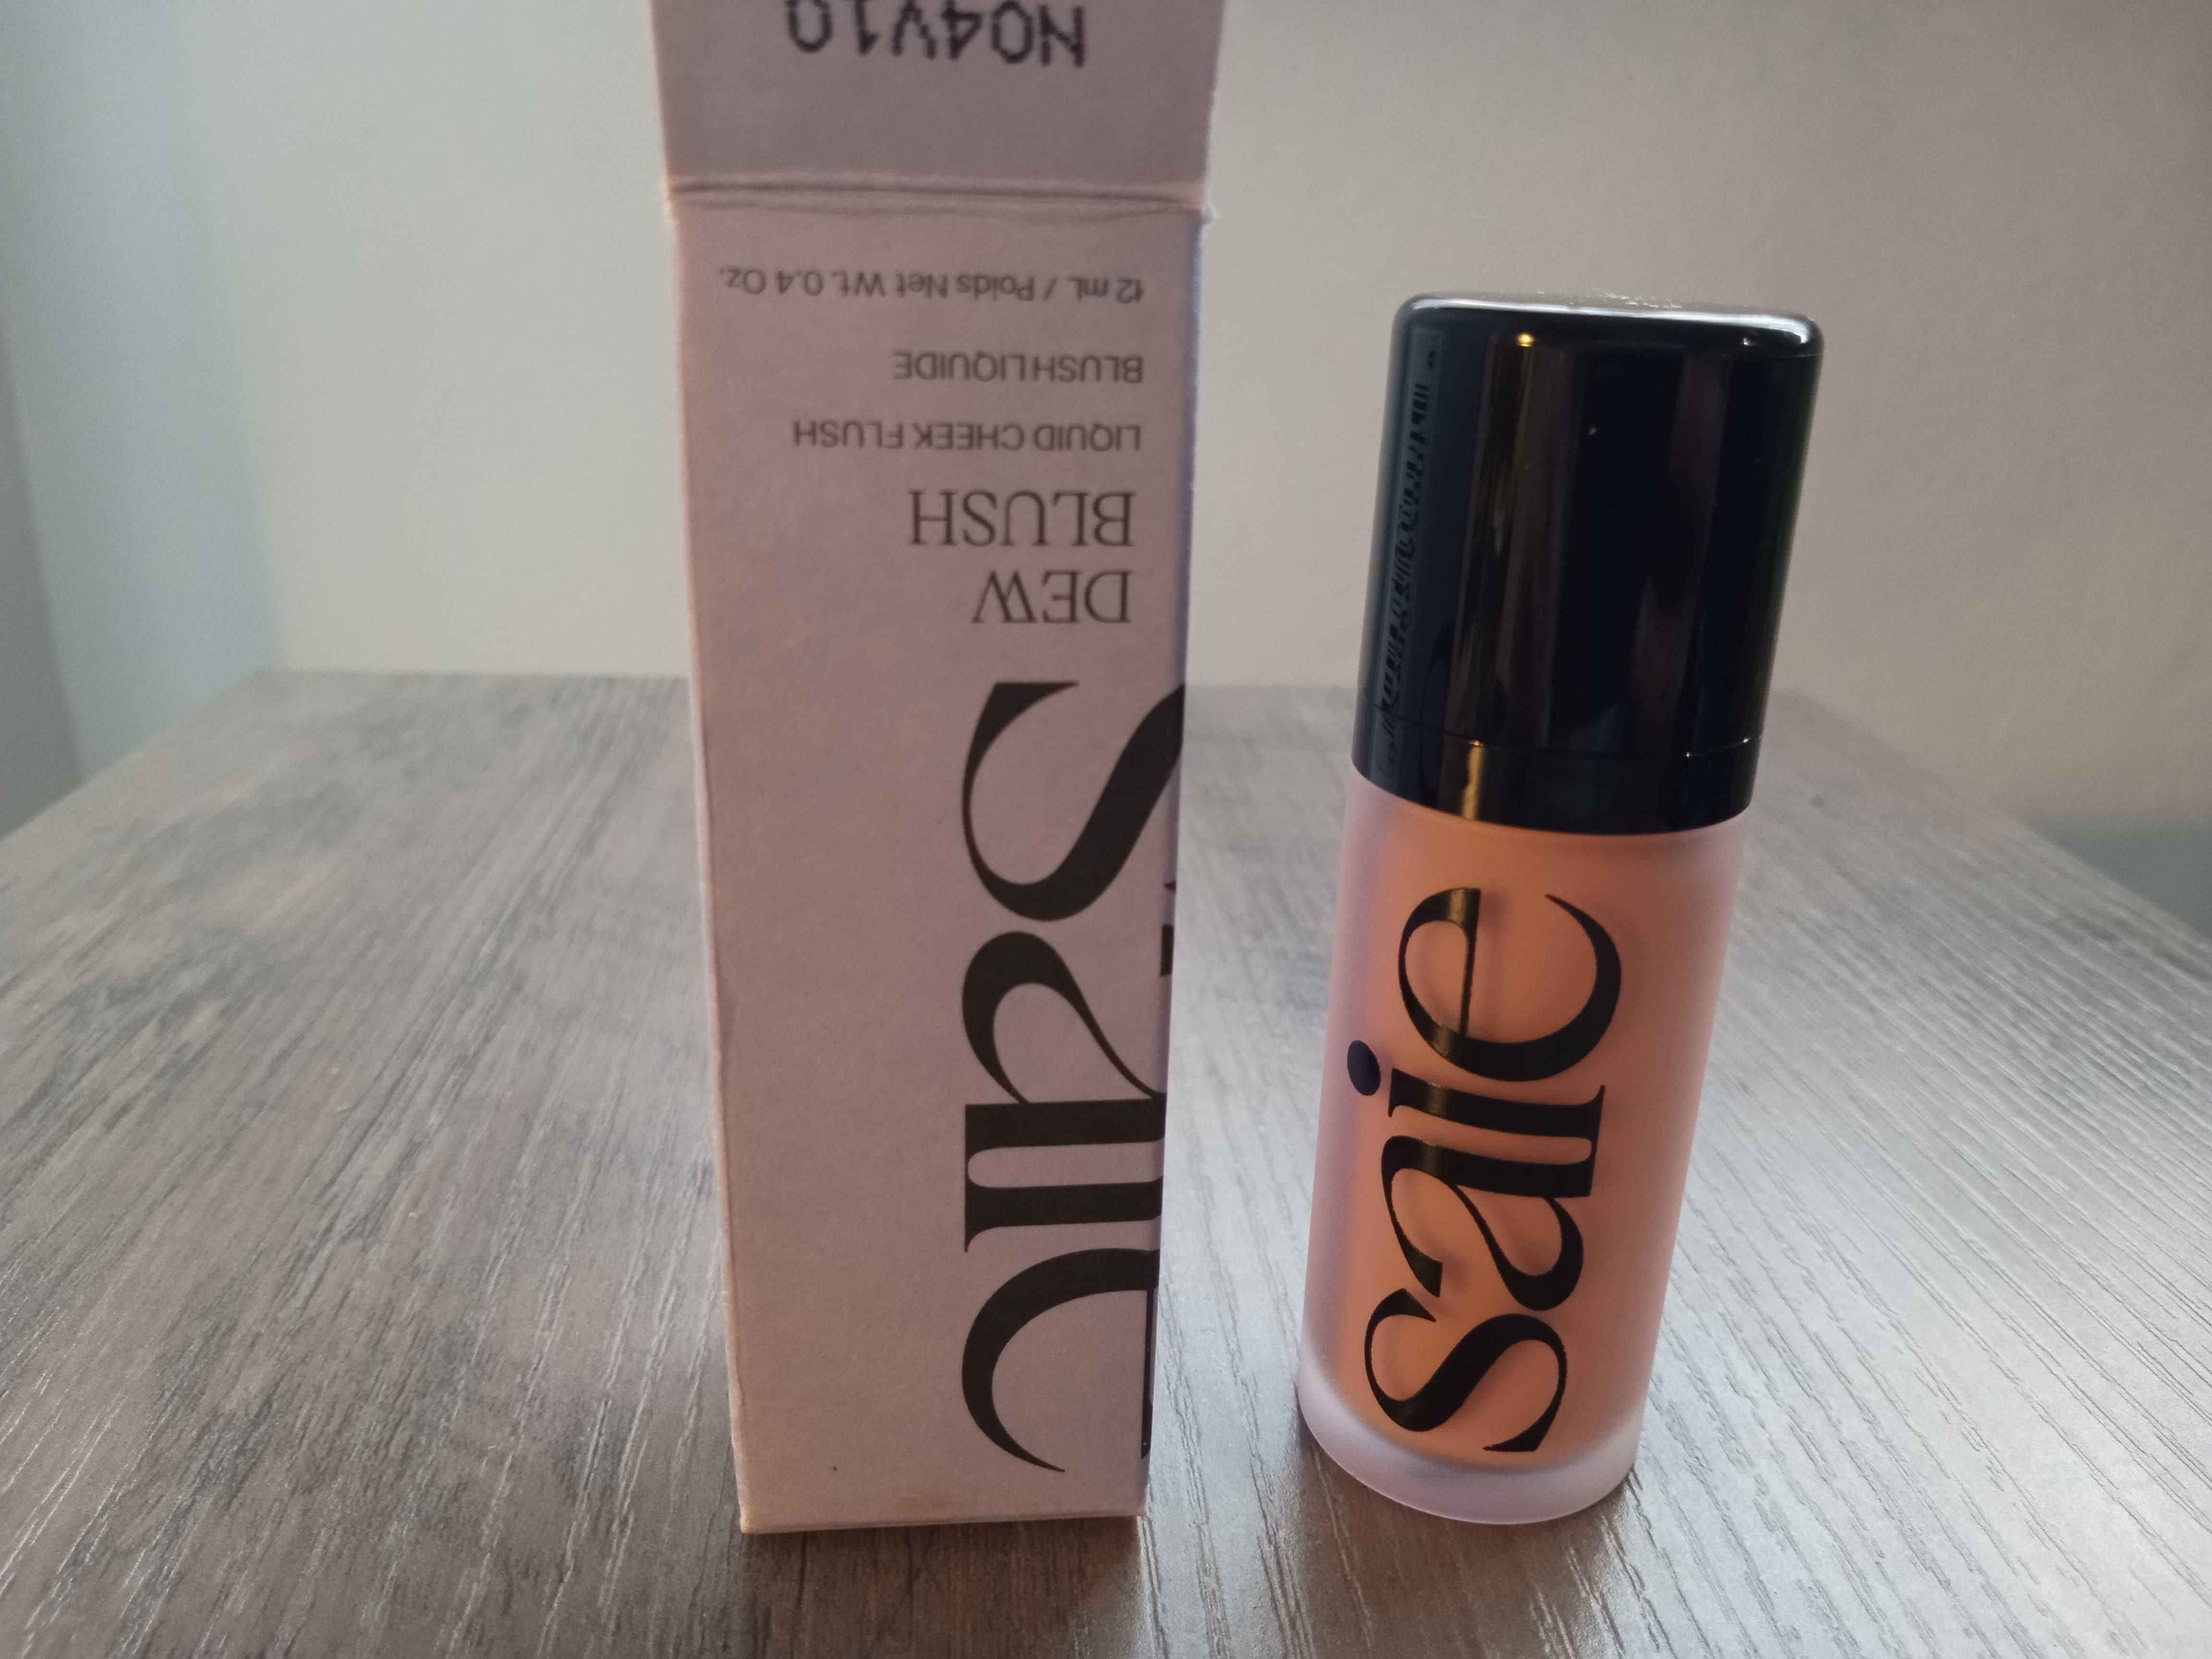 saie
DEW
BLUSH
LIQUID CHEEK FLUSH
BLUSH LIQUIDE
12 mL / Poids Net Wt. 0.4 Oz.
N04V10
saie